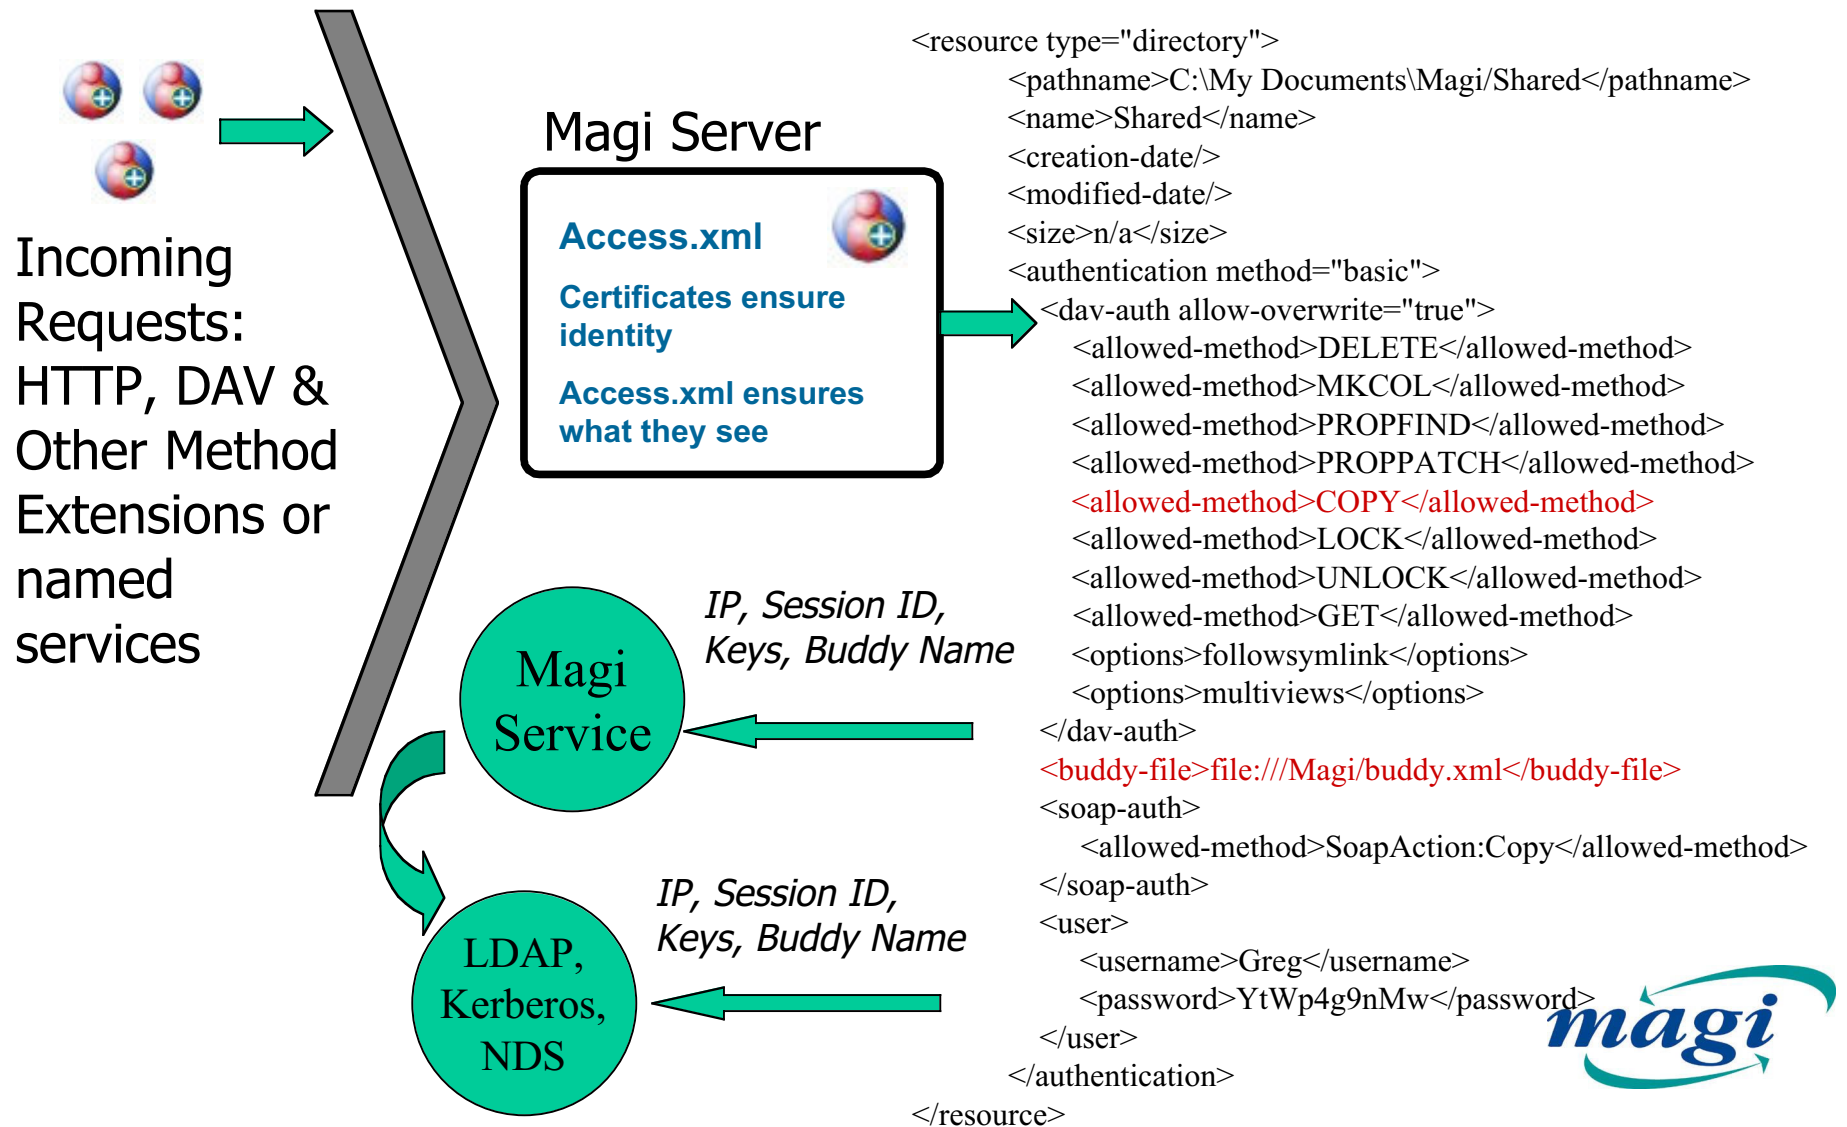 Incoming
Requests:
HTTP, DAV &
Other Method
Extensions or
named
services
Magi Server
Access.xml
Certificates ensure
identity
Access.xml ensures
what they see
Magi
Service
IP, Session ID,
Keys, Buddy Name
LDAP,
Kerberos,
NDS
IP, Session ID,
Keys, Buddy Name
<resource type="directory">
<pathname>C:\My Documents\Magi/Shared</pathname>
<name>Shared</name>
<creation-date/>
<modified-date/>
<size>n/a</size>
<authentication method="basic">
<dav-auth allow-overwrite="true">
<allowed-method>DELETE</allowed-method>
<allowed-method>MKCOL</allowed-method>
<allowed-method>PROPFIND</allowed-method>
<allowed-method>PROPPATCH</allowed-method>
<allowed-method>COPY</allowed-method>
<allowed-method>LOCK</allowed-method>
<allowed-method>UNLOCK</allowed-method>
<allowed-method>GET</allowed-method>
<options>followsymlink</options>
<options>multiviews</options>
</dav-auth>
<buddy-file>file:///Magi/buddy.xml</buddy-file>
<soap-auth>
<allowed-method>SoapAction:Copy</allowed-method>
</soap-auth>
<user>
<username>Greg</username>
<password>YtWp4g9nMw</password>
</user>
</authentication>
</resource>
magi